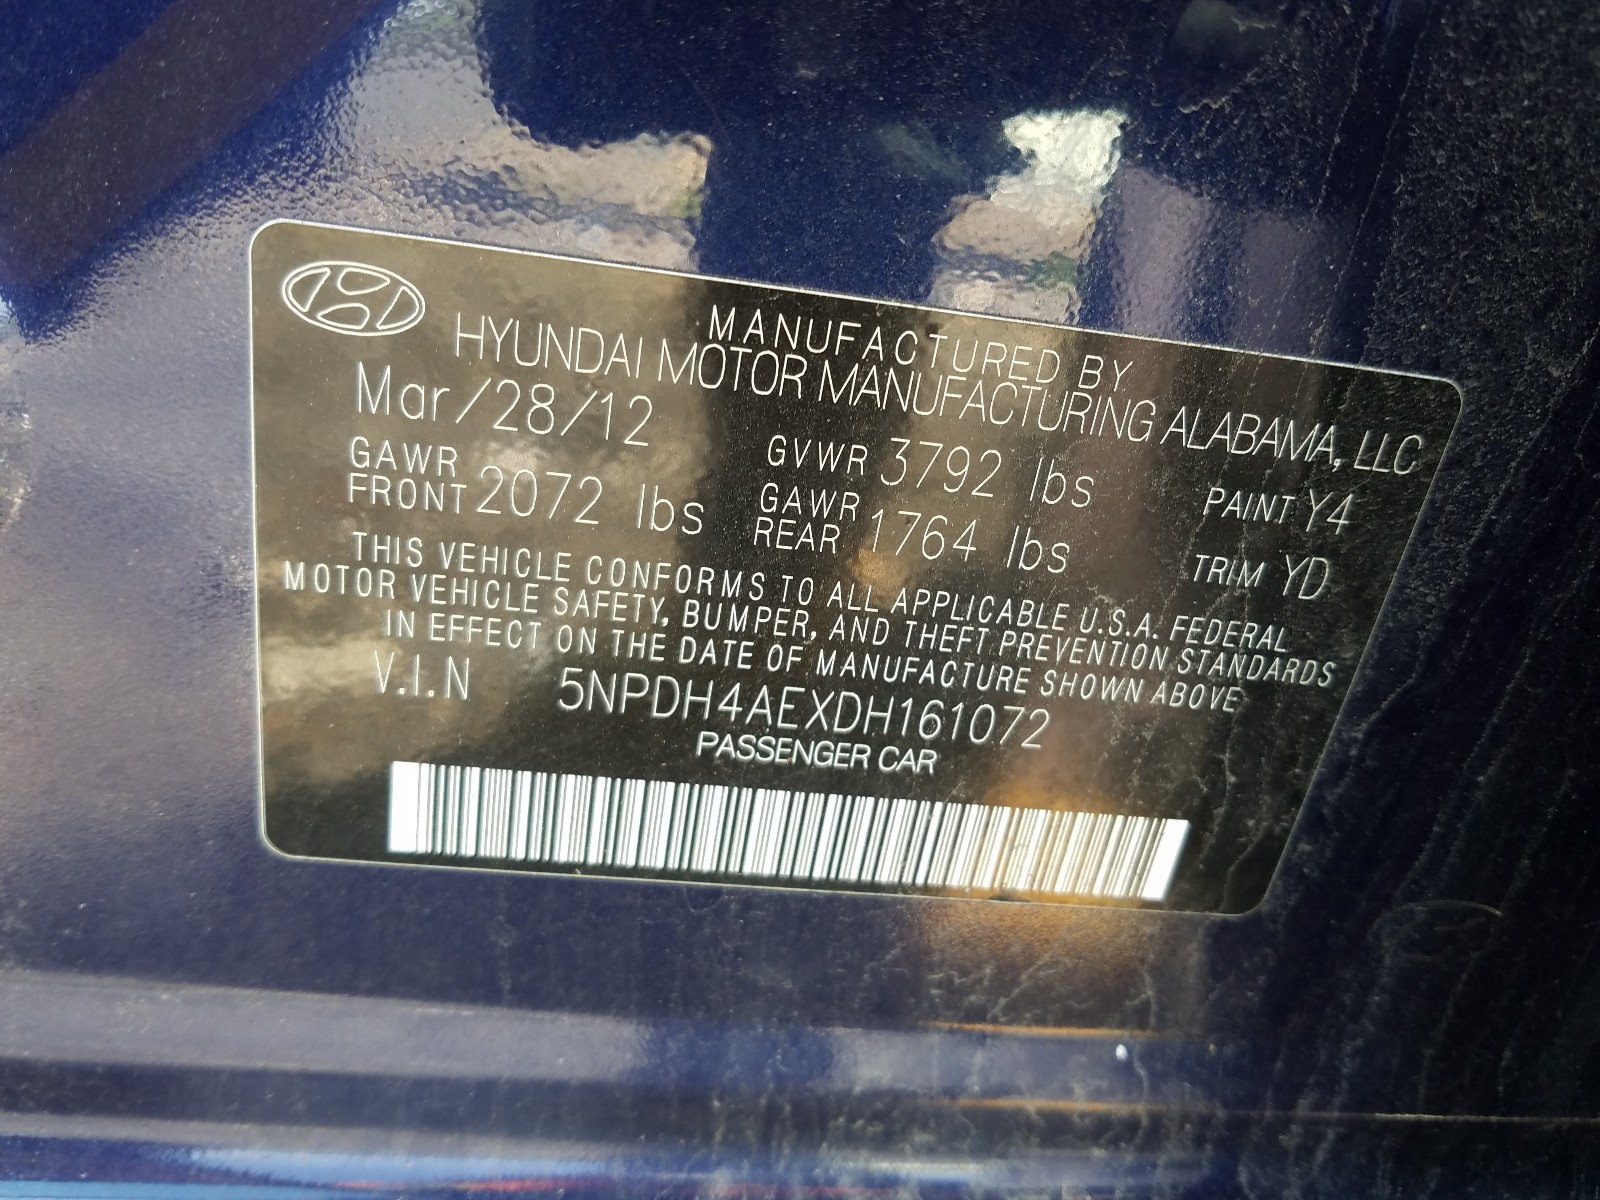 MANUFACTURED BY
HYUNDAI MOTOR MANUFACTURING ALABAMA, LLC
Mar/28/12
GVWR 3792 lbs
PAINT Y4
GAWR FRONT 2072 lbs
GAWR REAR 1764 lbs
TRIM YD
THIS VEHICLE CONFORMS TO ALL APPLICABLE U.S.A. FEDERAL
MOTOR VEHICLE SAFETY, BUMPER, AND THEFT PREVENTION STANDARDS
IN EFFECT ON THE DATE OF MANUFACTURE SHOWN ABOVE
V.I.N 5NPDH4AEXDH161072
PASSENGER CAR